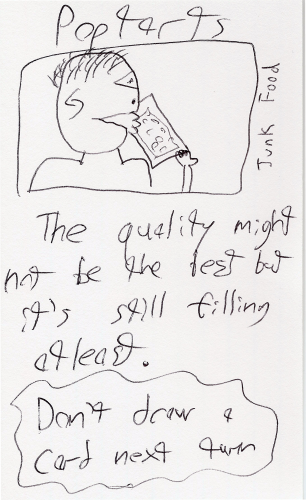 Poptarts
Junk Food
The quality might
not be the best but
it's still filling
atleast.
Don't draw a
card next turn